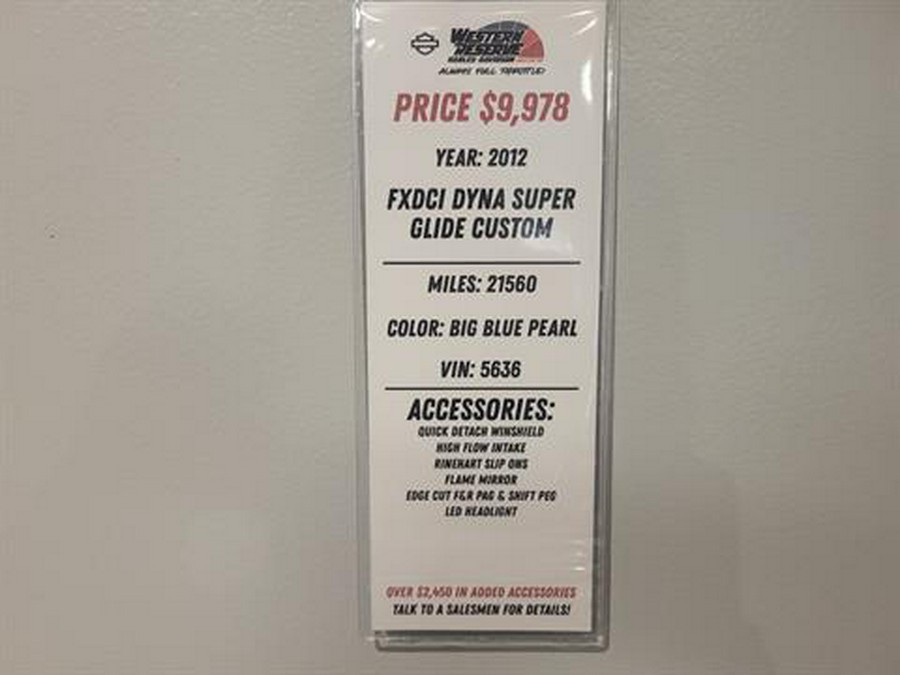 WESTERN
RESERVE
HARLEY-DAVIDSON
ALWAYS FULL THROTTLE!
PRICE $9,978
YEAR: 2012
FXDCI DYNA SUPER
GLIDE CUSTOM
MILES: 21560
COLOR: BIG BLUE PEARL
VIN: 5636
ACCESSORIES:
QUICK DETACH WINSHIELD
HIGH FLOW INTAKE
RINEHART SLIP ONS
FLAME MIRROR
EDGE CUT F&R PAG & SHIFT PEG
LED HEADLIGHT
OVER $2,450 IN ADDED ACCESSORIES
TALK TO A SALESMEN FOR DETAILS!